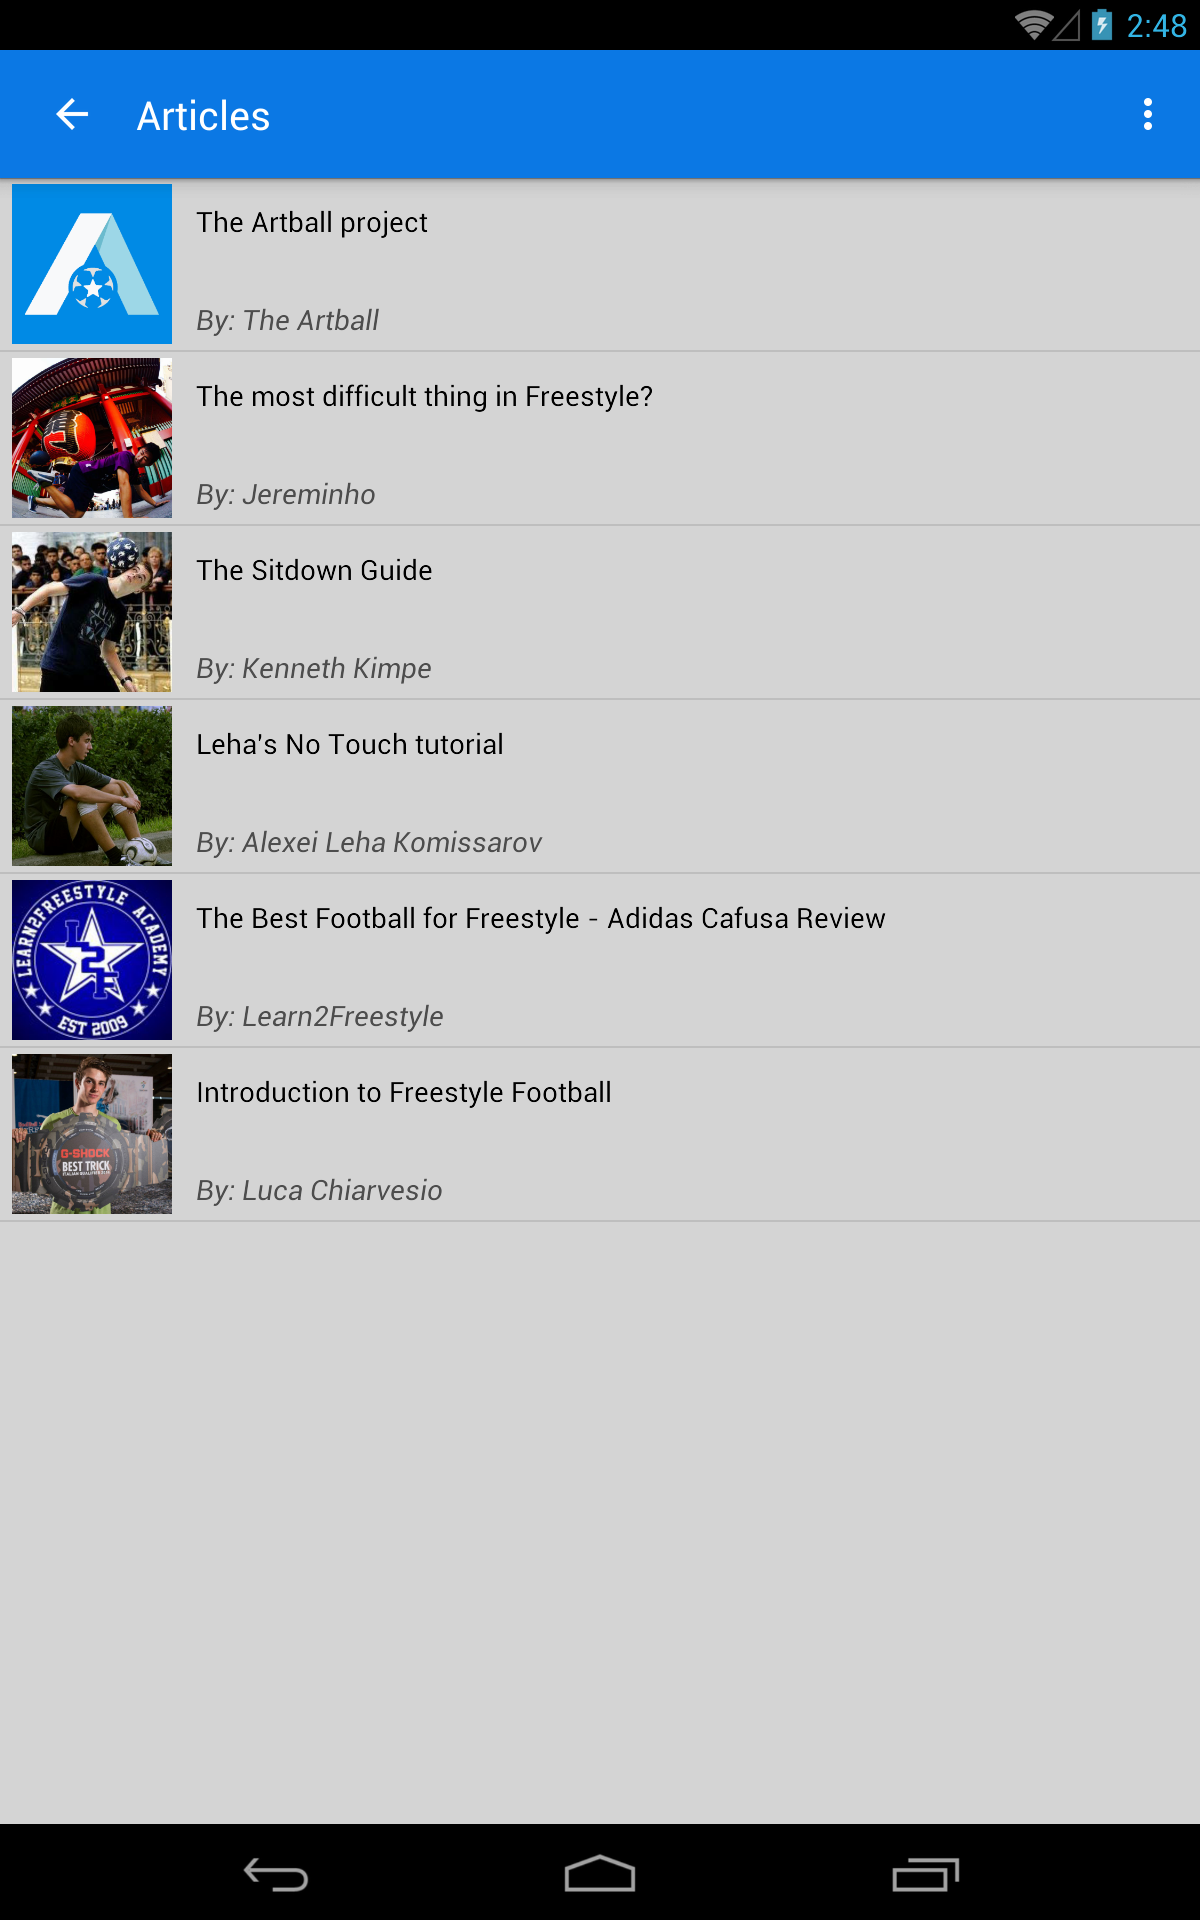 2:48
Articles
The Artball project
By: The Artball
The most difficult thing in Freestyle?
By: Jereminho
The Sitdown Guide
By: Kenneth Kimpe
Leha's No Touch tutorial
By: Alexei Leha Komissarov
LEARN2FREESTYLE ACADEMY
L2F
EST 2009
The Best Football for Freestyle - Adidas Cafusa Review
By: Learn2Freestyle
G-SHOCK
BEST TRICK
Introduction to Freestyle Football
By: Luca Chiarvesio